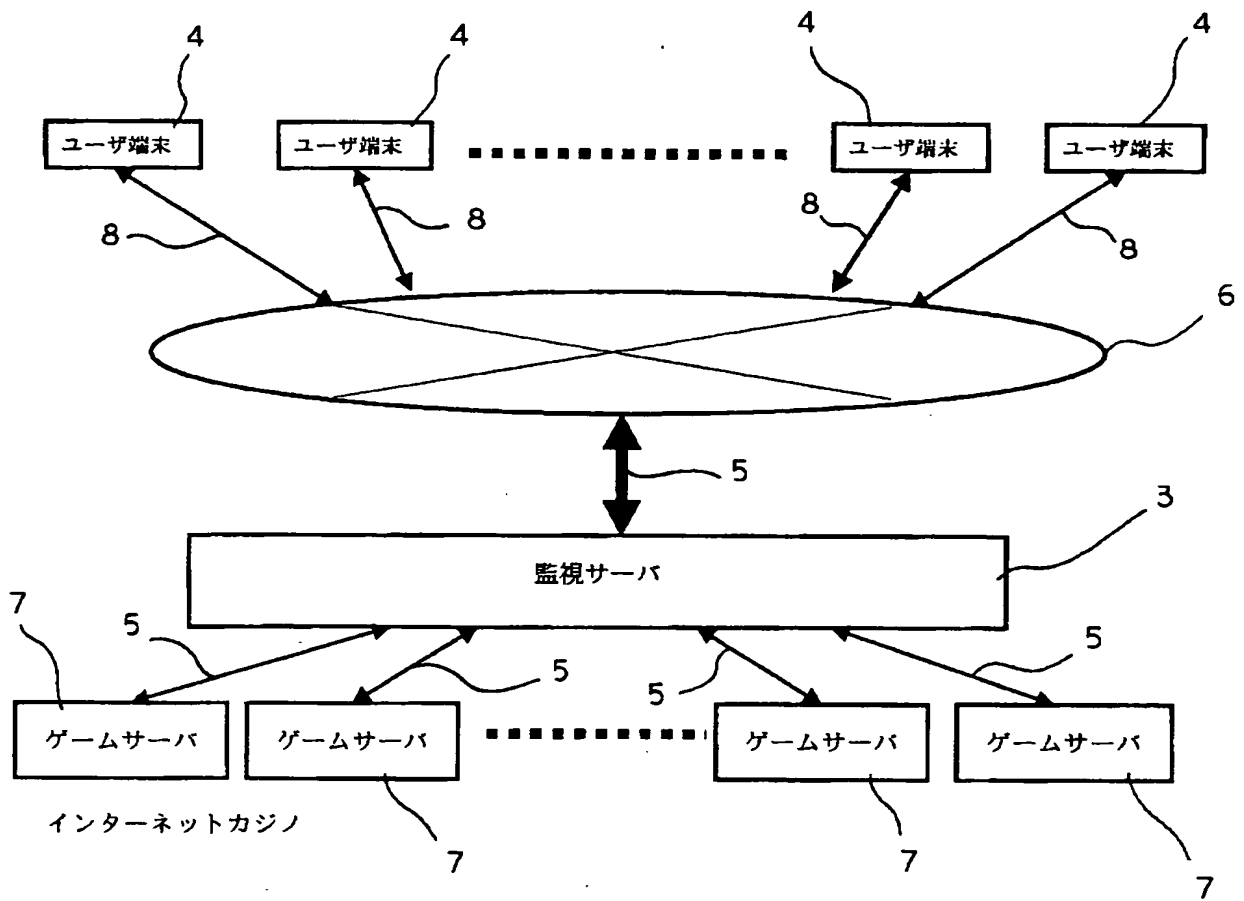 4 4 4 4
ユーザ端末 ユーザ端末 ユーザ端末 ユーザ端末
8 8 8 8
6
5
3
監視サーバ
7 5 5 5 5
ゲームサーバ ゲームサーバ ゲームサーバ ゲームサーバ
インターネットカジノ
7 7 7